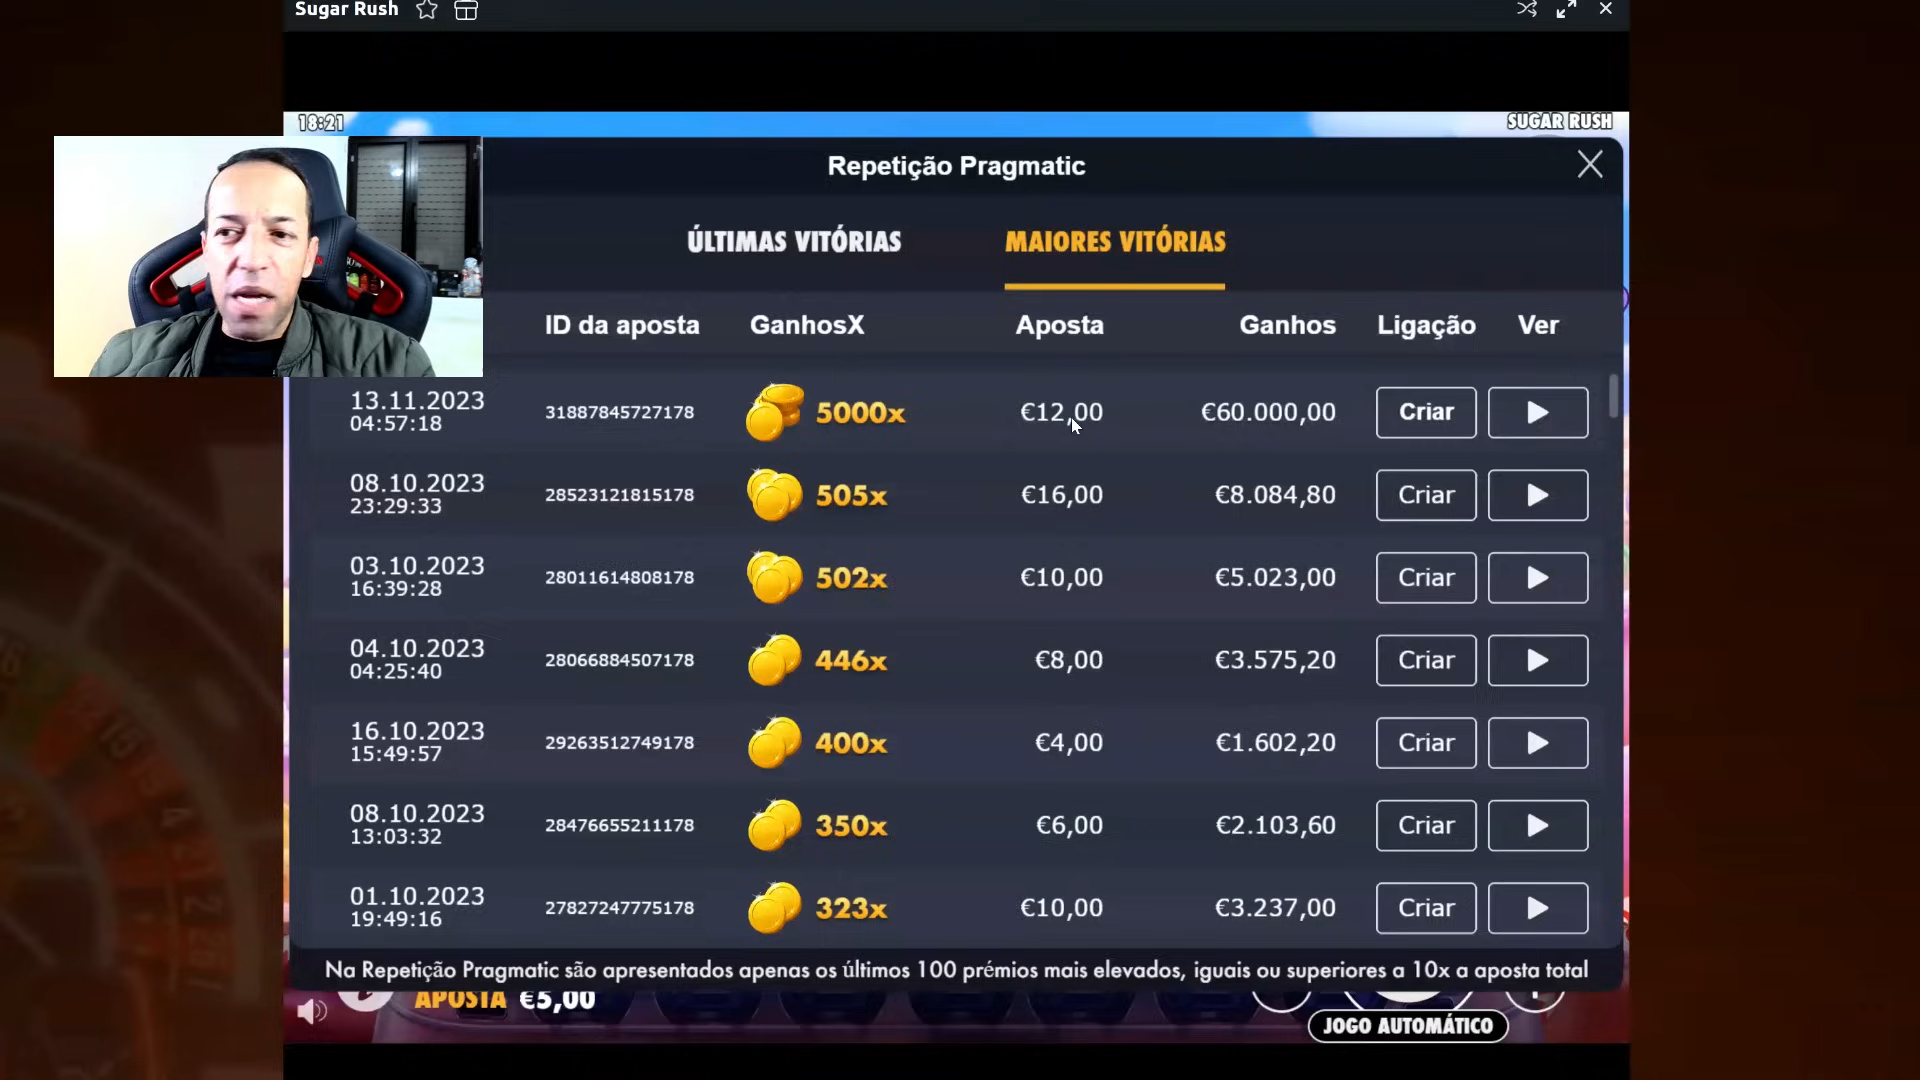 Sugar Rush
18:21
SUGAR RUSH
Repetição Pragmatic
ÚLTIMAS VITÓRIAS
MAIORES VITÓRIAS
ID da aposta GanhosX Aposta Ganhos Ligação Ver
13.11.2023
04:57:18
31887845727178 5000x €12,00 €60.000,00 Criar
08.10.2023
23:29:33
28523121815178 505x €16,00 €8.084,80 Criar
03.10.2023
16:39:28
28011614808178 502x €10,00 €5.023,00 Criar
04.10.2023
04:25:40
28066884507178 446x €8,00 €3.575,20 Criar
16.10.2023
15:49:57
29263512749178 400x €4,00 €1.602,20 Criar
08.10.2023
13:03:32
28476655211178 350x €6,00 €2.103,60 Criar
01.10.2023
19:49:16
27827247775178 323x €10,00 €3.237,00 Criar
Na Repetição Pragmatic são apresentados apenas os últimos 100 prémios mais elevados, iguais ou superiores a 10x a aposta total
APOSTA €5,00
JOGO AUTOMÁTICO